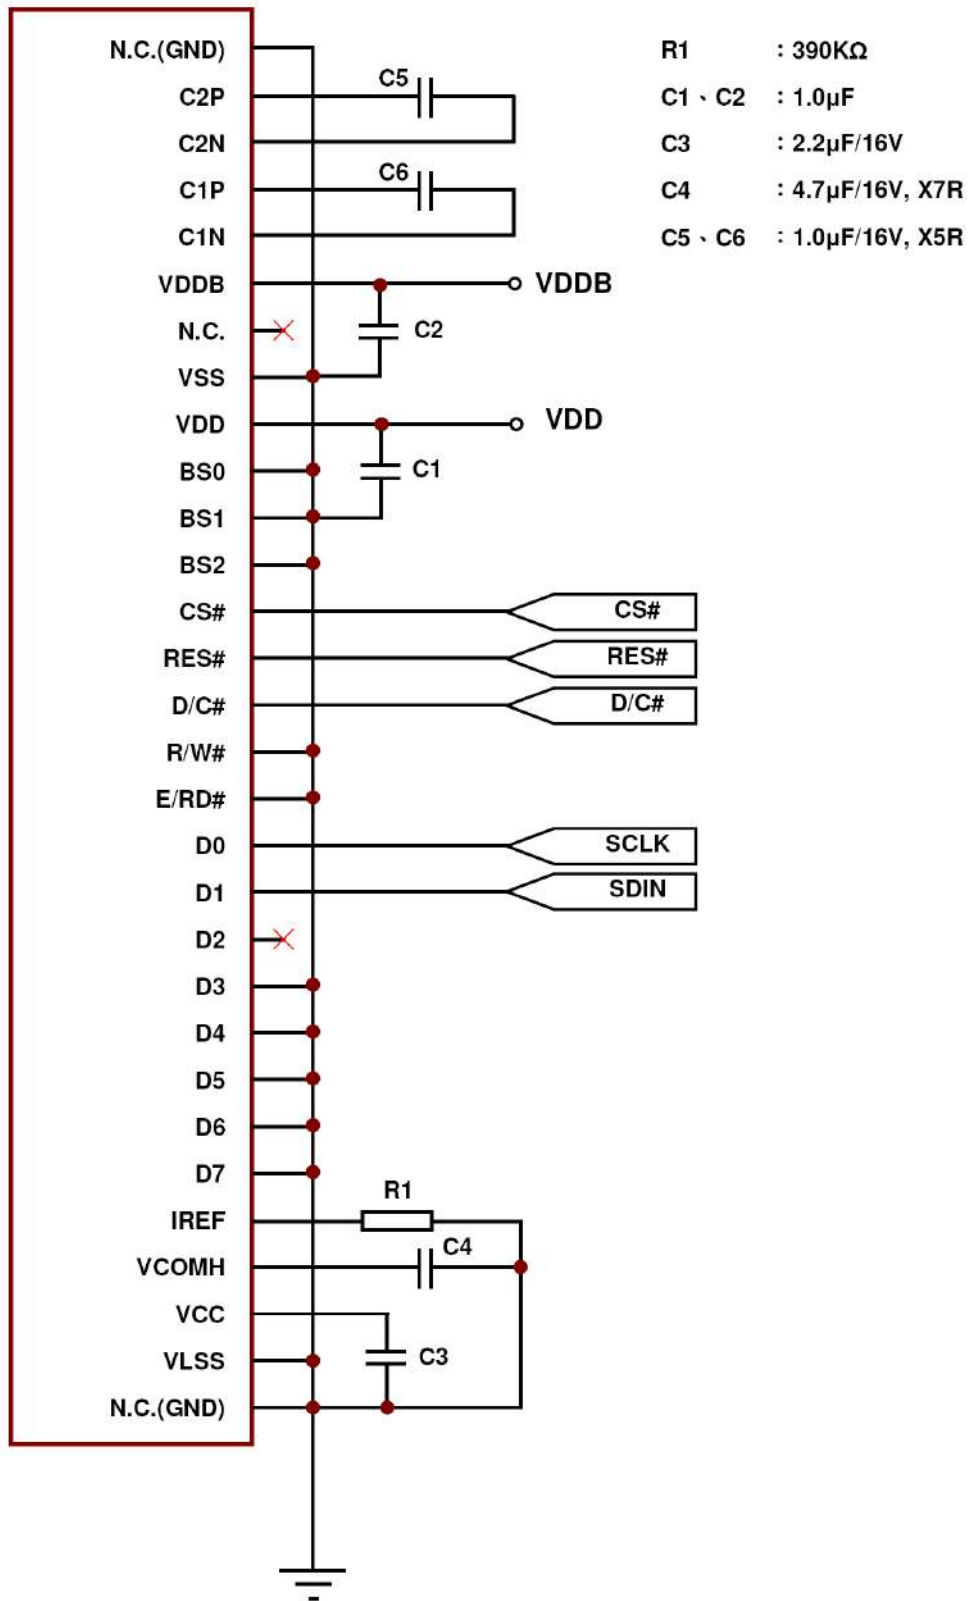 N.C.(GND)
R1 : 390KΩ
C5
C2P
C1、C2 : 1.0μF
C2N
C3 : 2.2μF/16V
C6
C1P
C4 : 4.7μF/16V, X7R
C1N
C5、C6 : 1.0μF/16V, X5R
VDDB
VDDB
N.C.
C2
VSS
VDD
VDD
BS0
C1
BS1
BS2
CS#
CS#
RES#
RES#
D/C#
D/C#
R/W#
E/RD#
D0
SCLK
D1
SDIN
D2
D3
D4
D5
D6
D7
R1
IREF
C4
VCOMH
VCC
C3
VLSS
N.C.(GND)